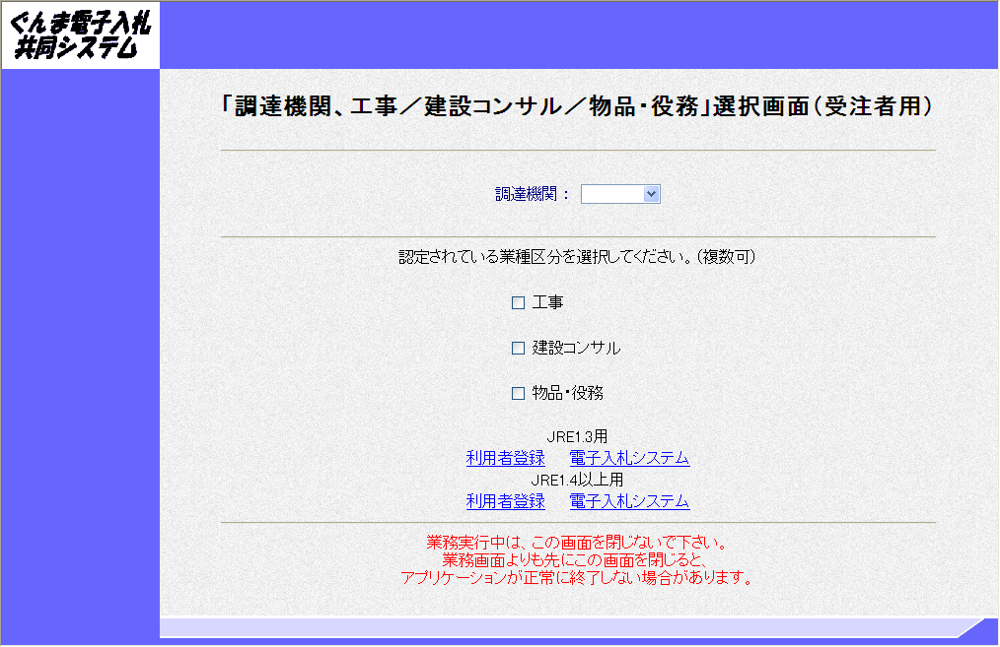 ぐんま電子入札
共同システム
「調達機関、工事／建設コンサル／物品・役務」選択画面（受注者用）
調達機関：
認定されている業種区分を選択してください。（複数可）
工事
建設コンサル
物品・役務
JRE1.3用
利用者登録 電子入札システム
JRE1.4以上用
利用者登録 電子入札システム
業務実行中は、この画面を閉じないで下さい。
業務画面よりも先にこの画面を閉じると、
アプリケーションが正常に終了しない場合があります。